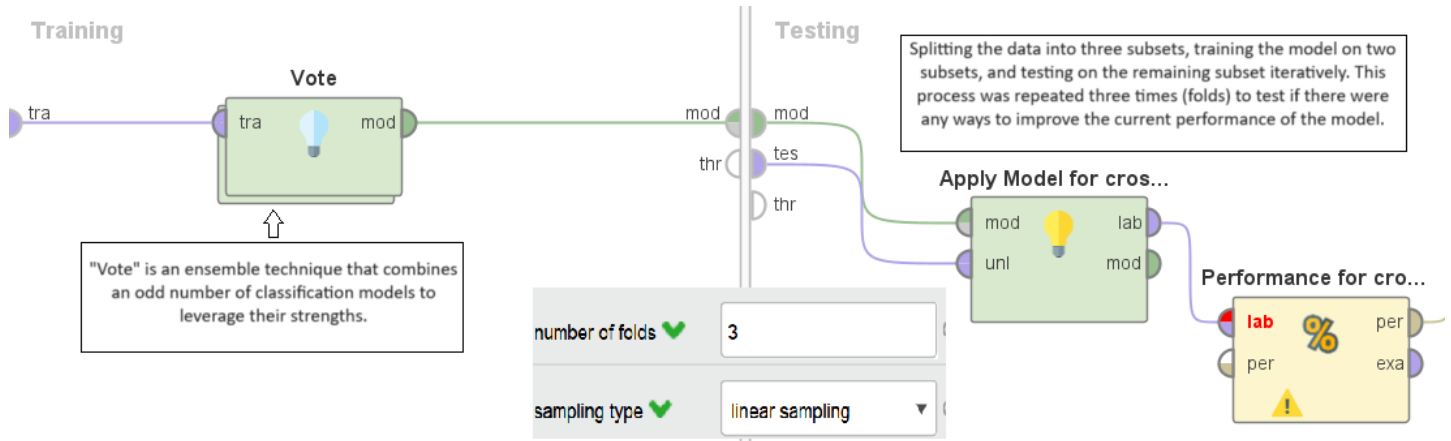 Training
Testing
Vote
tra
tra
mod
mod
thr
mod
tes
thr
Splitting the data into three subsets, training the model on two
subsets, and testing on the remaining subset iteratively. This
process was repeated three times (folds) to test if there were
any ways to improve the current performance of the model.
"Vote" is an ensemble technique that combines
an odd number of classification models to
leverage their strengths.
Apply Model for cros...
mod
lab
unl
mod
Performance for cro...
lab
per
per
exa
%
!
number of folds
3
sampling type
linear sampling